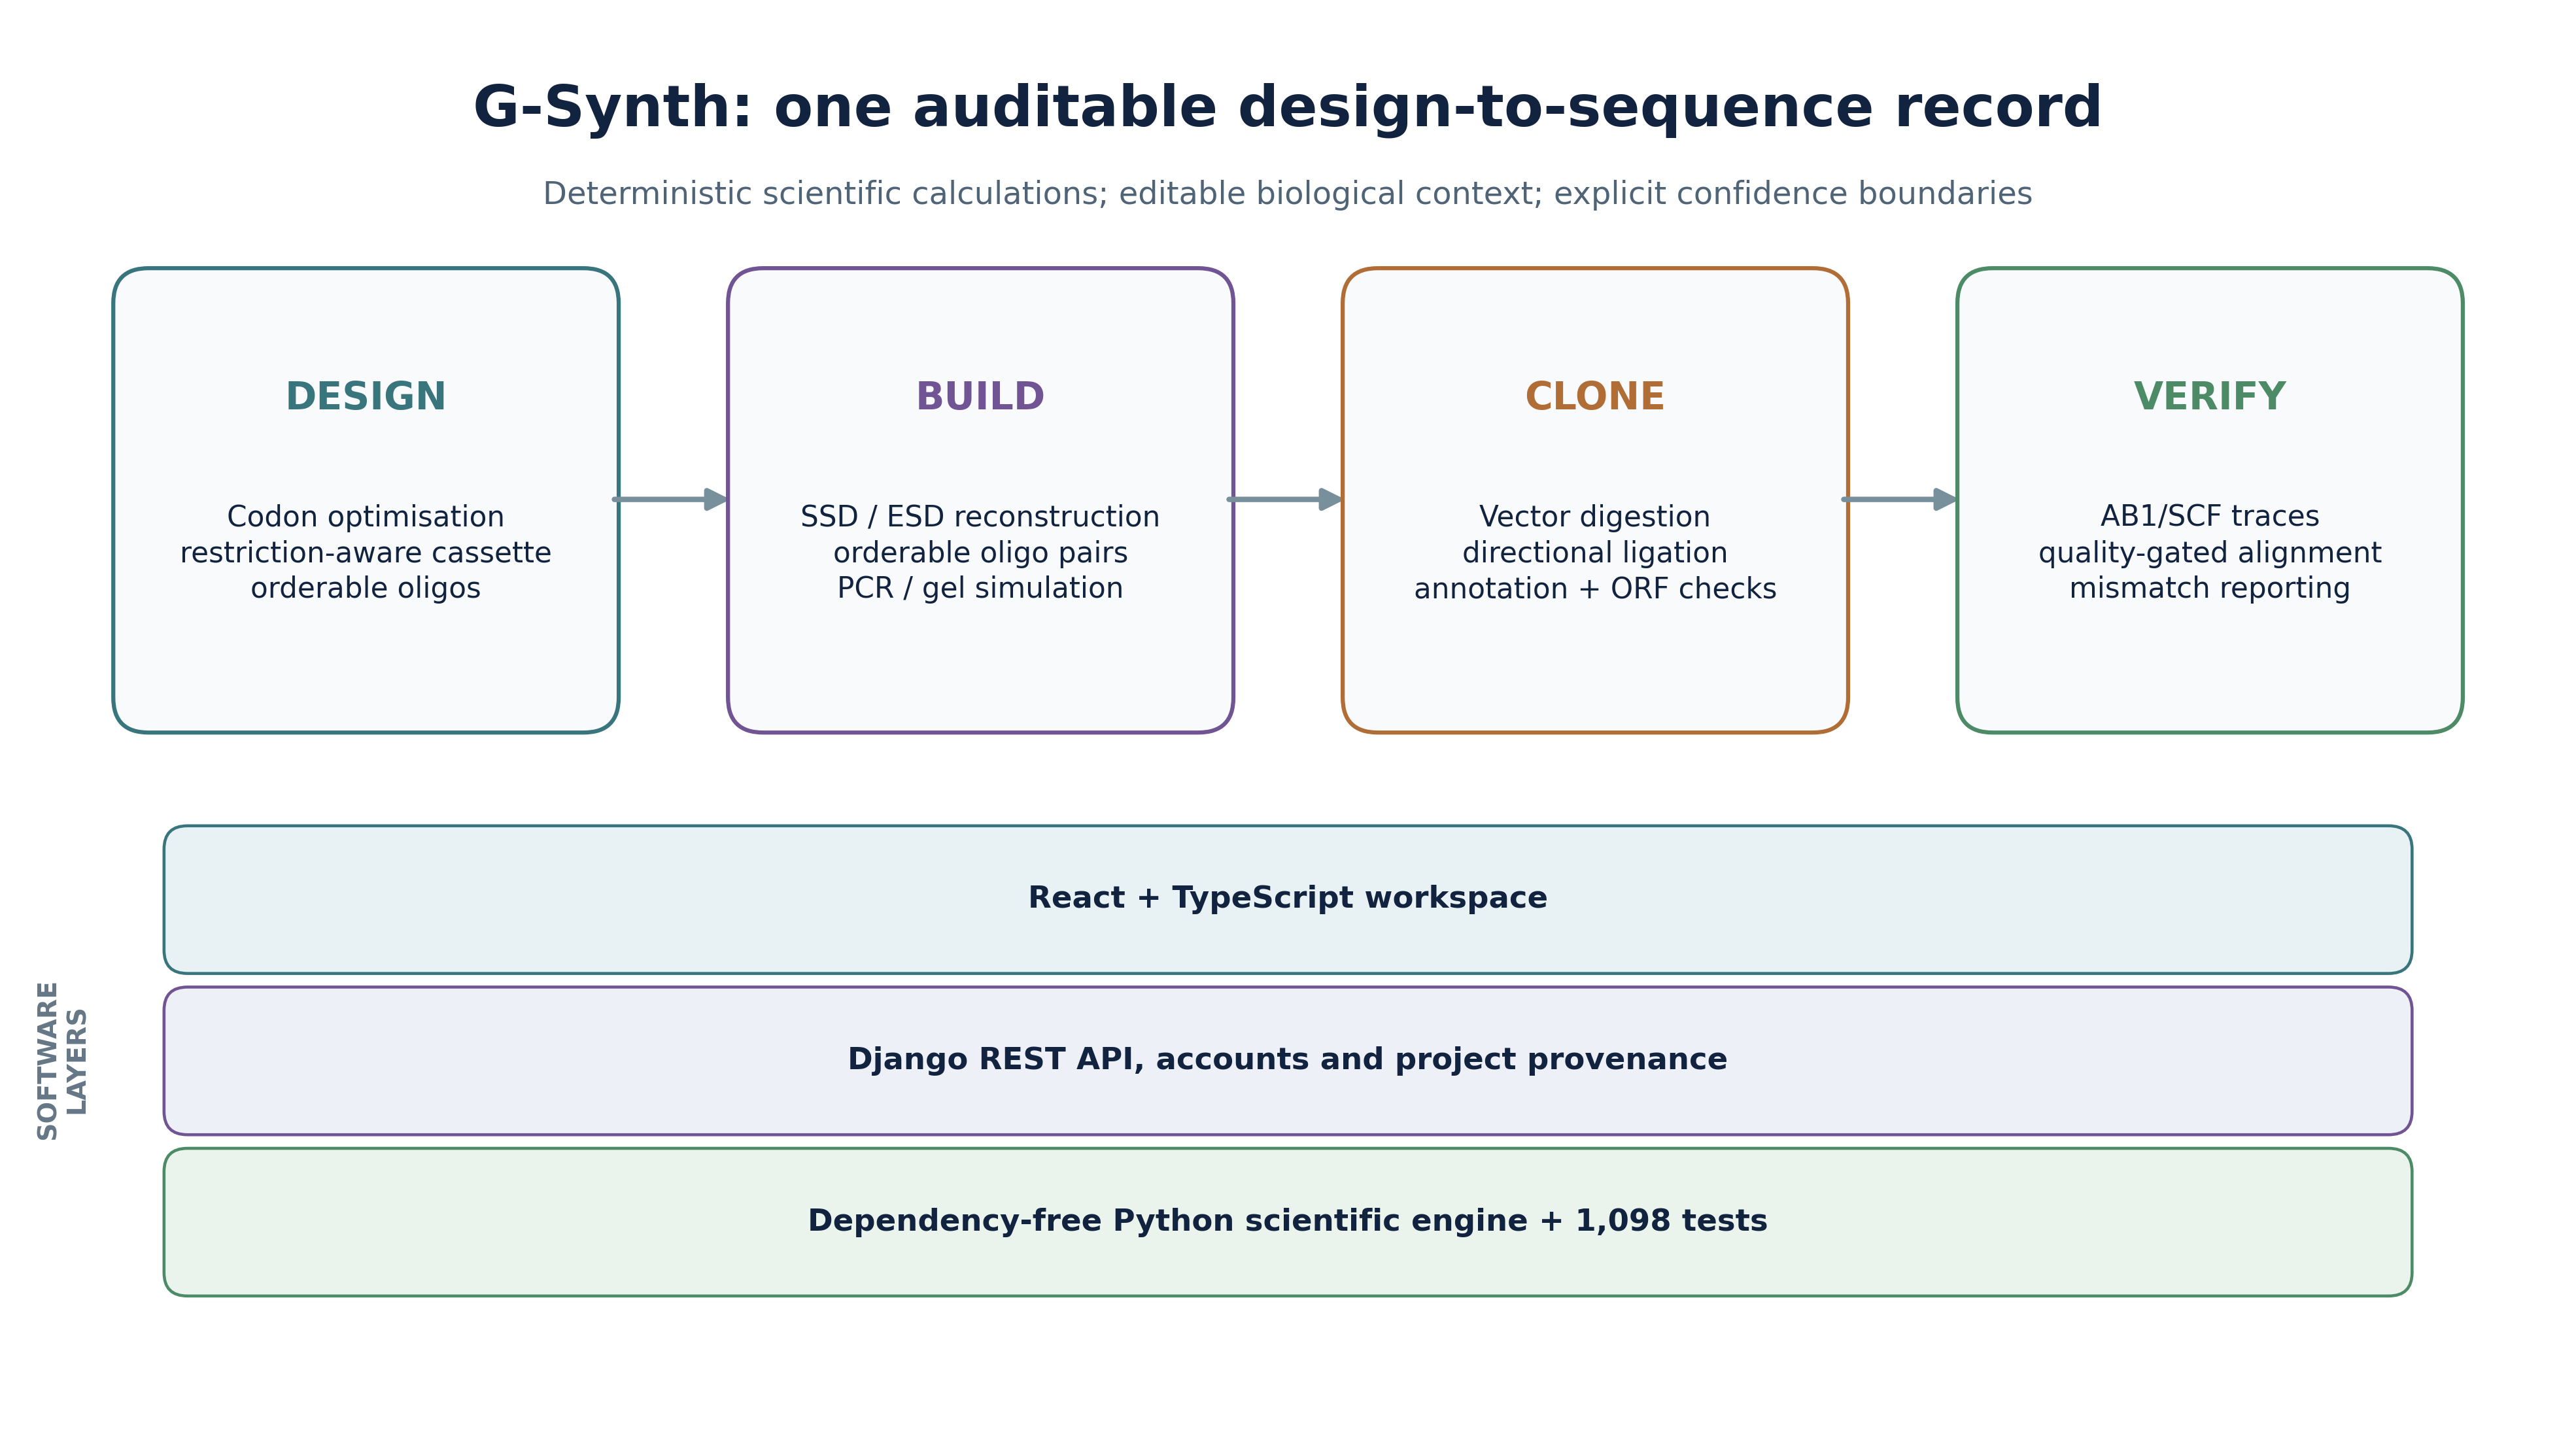 G-Synth: one auditable design-to-sequence record
Deterministic scientific calculations; editable biological context; explicit confidence boundaries
DESIGN
Codon optimisation
restriction-aware cassette
orderable oligos
BUILD
SSD / ESD reconstruction
orderable oligo pairs
PCR / gel simulation
CLONE
Vector digestion
directional ligation
annotation + ORF checks
VERIFY
AB1/SCF traces
quality-gated alignment
mismatch reporting
SOFTWARE
LAYERS
React + TypeScript workspace
Django REST API, accounts and project provenance
Dependency-free Python scientific engine + 1,098 tests